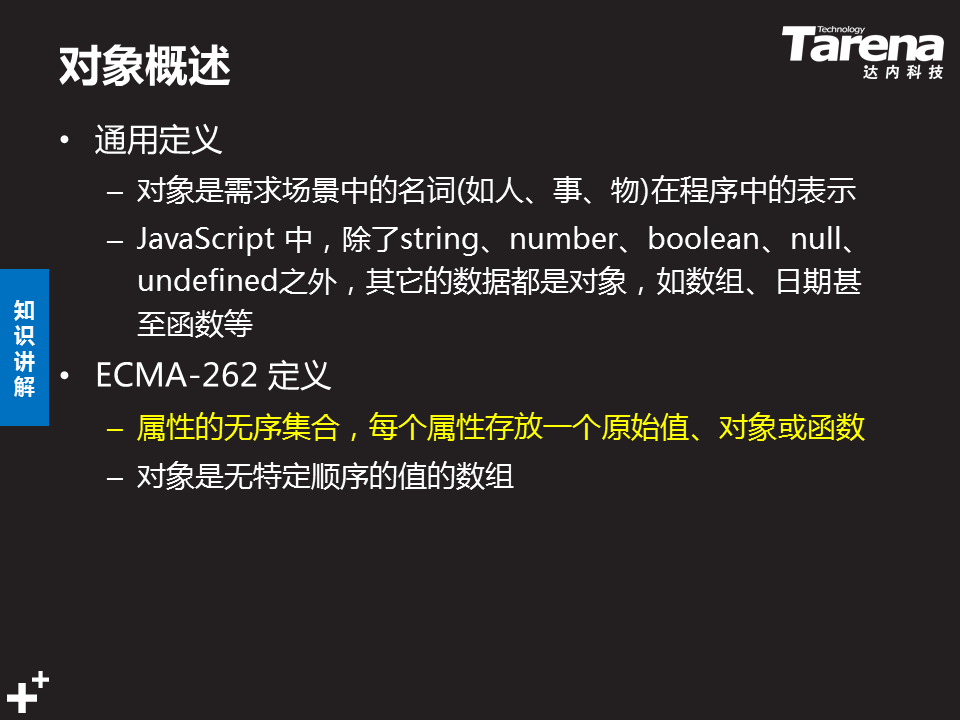 对象概述
Technology
Tarena
达内科技
• 通用定义
– 对象是需求场景中的名词(如人、事、物)在程序中的表示
– JavaScript 中，除了string、number、boolean、null、
undefined之外，其它的数据都是对象，如数组、日期甚
至函数等
知
识
讲
解
• ECMA-262 定义
– 属性的无序集合，每个属性存放一个原始值、对象或函数
– 对象是无特定顺序的值的数组